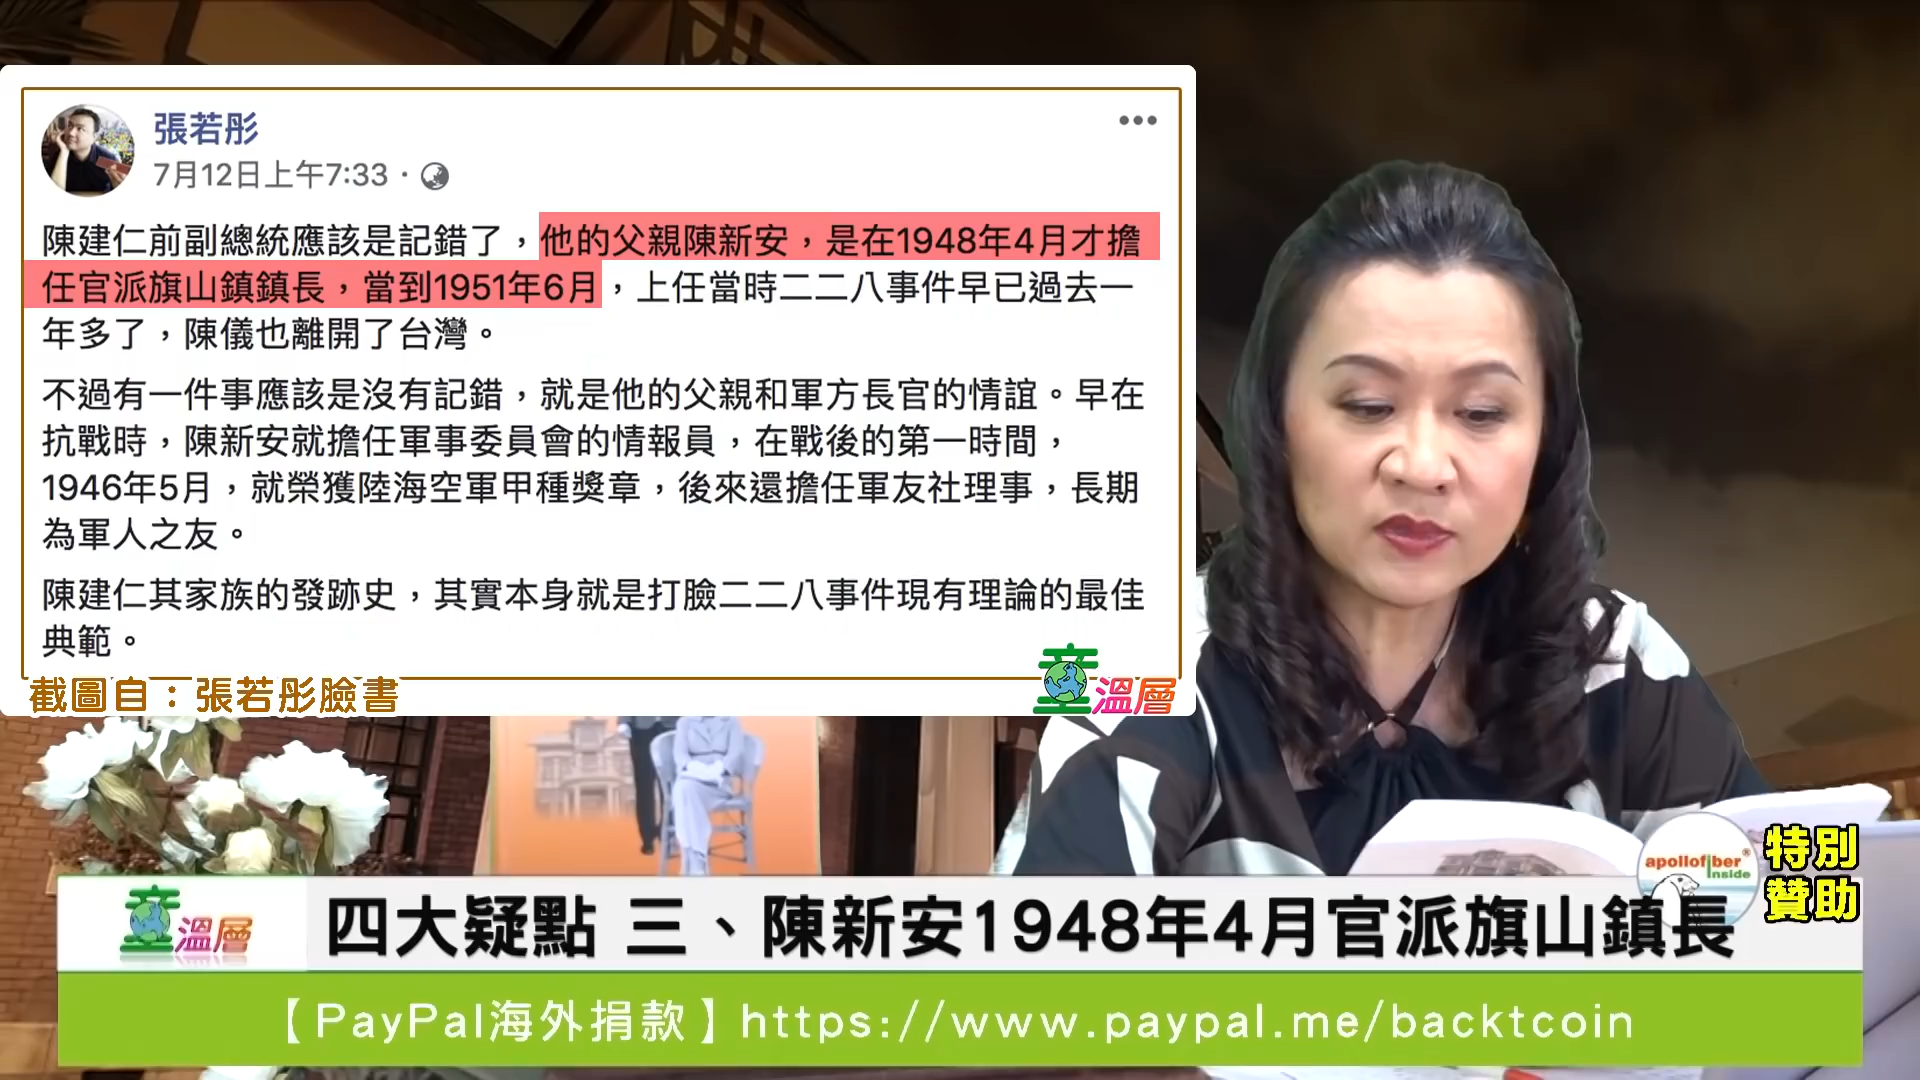 張若彤
7月12日上午7:33
陳建仁前副總統應該是記錯了，他的父親陳新安，是在1948年4月才擔
任官派旗山鎮鎮長，當到1951年6月，上任當時二二八事件早已過去一
年多了，陳儀也離開了台灣。
不過有一件事應該是沒有記錯，就是他的父親和軍方長官的情誼。早在
抗戰時，陳新安就擔任軍事委員會的情報員，在戰後的第一時間，
1946年5月，就榮獲陸海空軍甲種獎章，後來還擔任軍友社理事，長期
為軍人之友。
陳建仁其家族的發跡史，其實本身就是打臉二二八事件現有理論的最佳
典範。
截圖自：張若彤臉書
童溫層
apollofiber®
inside
特別
贊助
童溫層
四大疑點 三、陳新安1948年4月官派旗山鎮長
【PayPal海外捐款】https://www.paypal.me/backtcoin